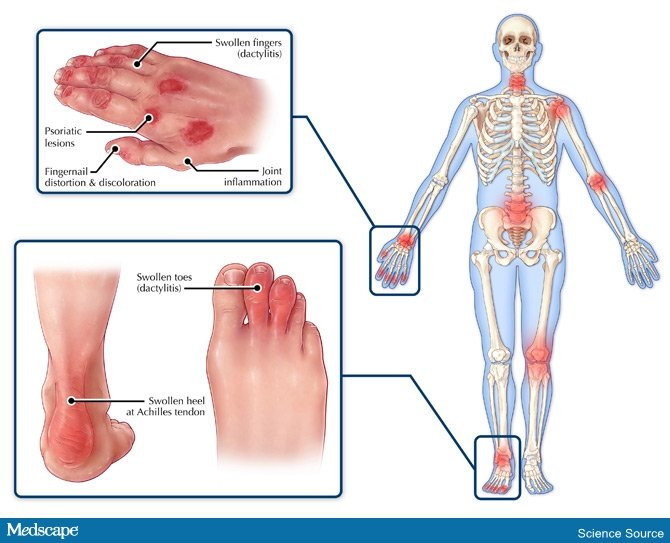 Swollen fingers
(dactylitis)
Psoriatic
lesions
Fingernail
distortion & discoloration
Joint
inflammation
Swollen toes
(dactylitis)
Swollen heel
at Achilles tendon
Medscape
Science Source